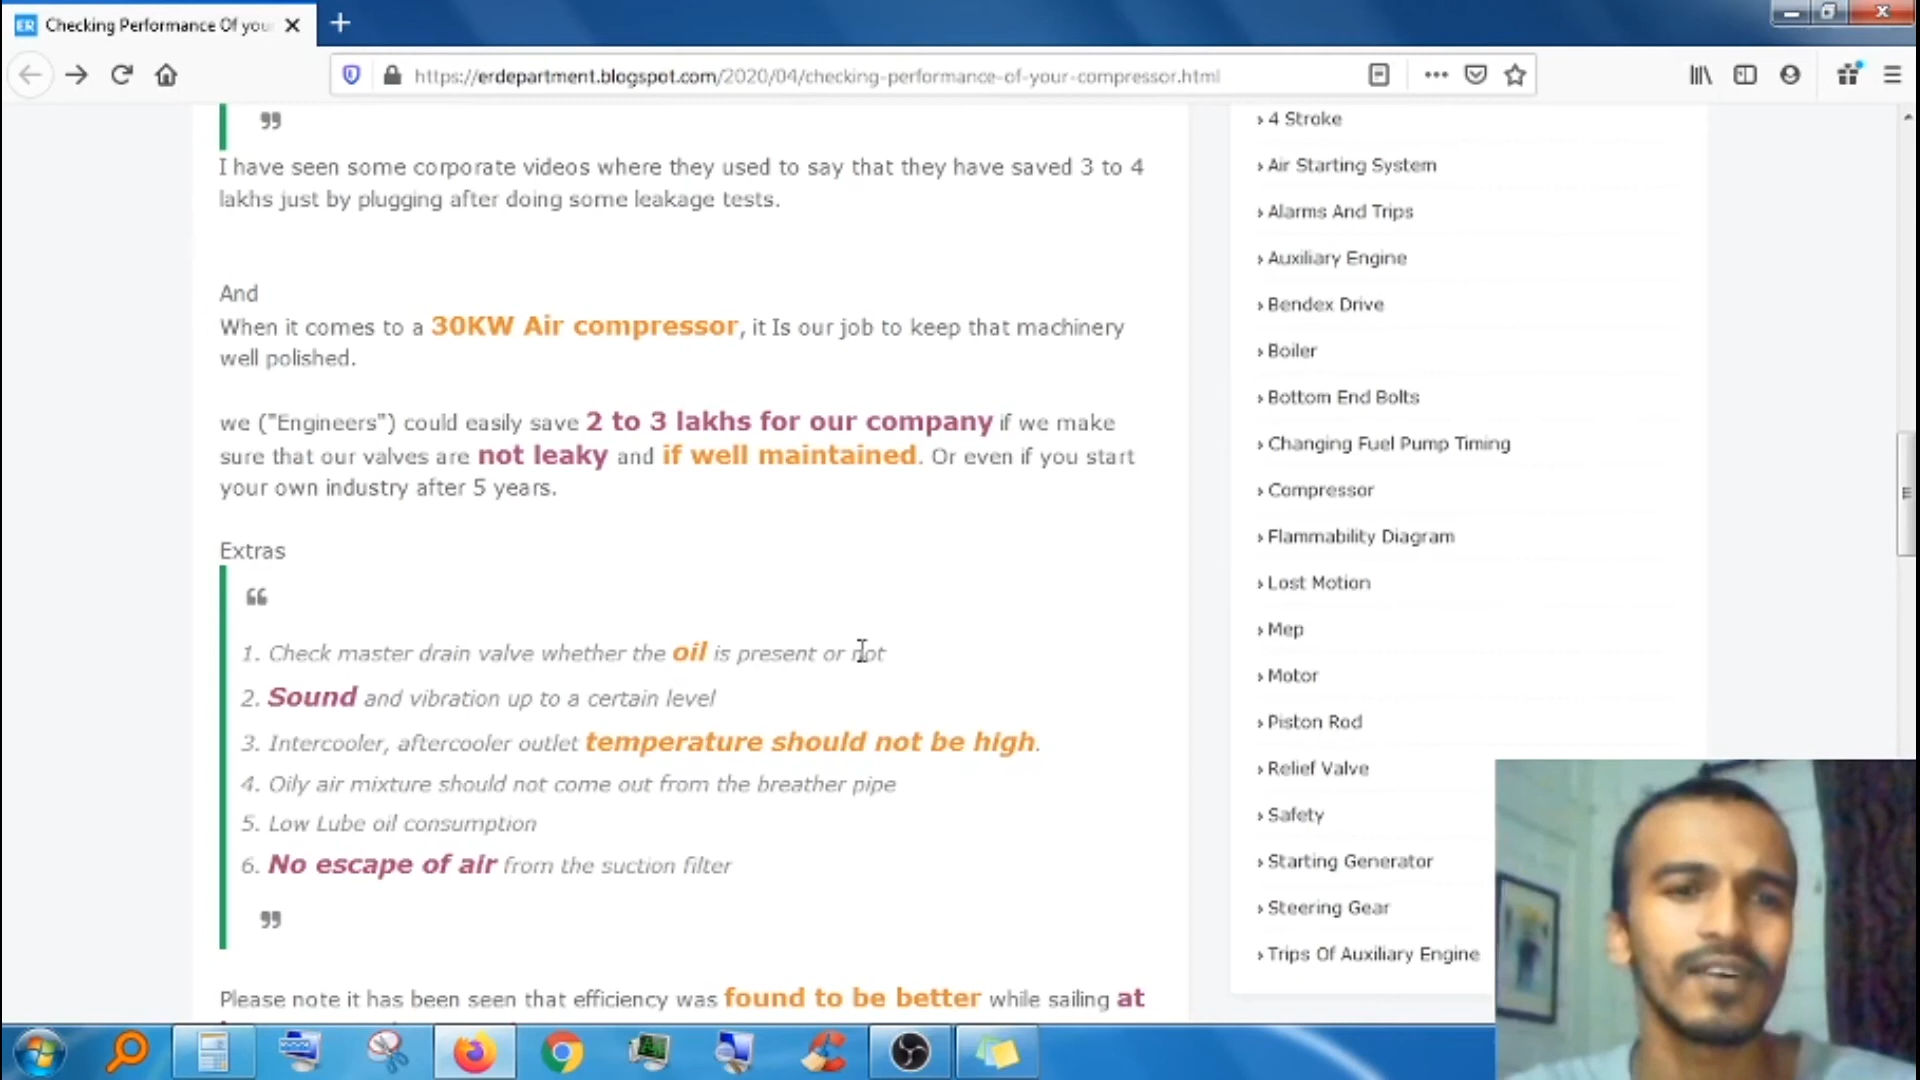 Checking Performance Of you
https://erdepartment.blogspot.com/2020/04/checking-performance-of-your-compressor.html
I have seen some corporate videos where they used to say that they have saved 3 to 4
lakhs just by plugging after doing some leakage tests.
And
When it comes to a 30KW Air compressor, it Is our job to keep that machinery
well polished.
we ("Engineers") could easily save 2 to 3 lakhs for our company if we make
sure that our valves are not leaky and if well maintained. Or even if you start
your own industry after 5 years.
Extras
1. Check master drain valve whether the oil is present or not
2. Sound and vibration up to a certain level
3. Intercooler, aftercooler outlet temperature should not be high.
4. Oily air mixture should not come out from the breather pipe
5. Low Lube oil consumption
6. No escape of air from the suction filter
Please note it has been seen that efficiency was found to be better while sailing at
› 4 Stroke
› Air Starting System
› Alarms And Trips
› Auxiliary Engine
› Bendex Drive
› Boiler
› Bottom End Bolts
› Changing Fuel Pump Timing
› Compressor
› Flammability Diagram
› Lost Motion
› Mep
› Motor
› Piston Rod
› Relief Valve
› Safety
› Starting Generator
› Steering Gear
› Trips Of Auxiliary Engine